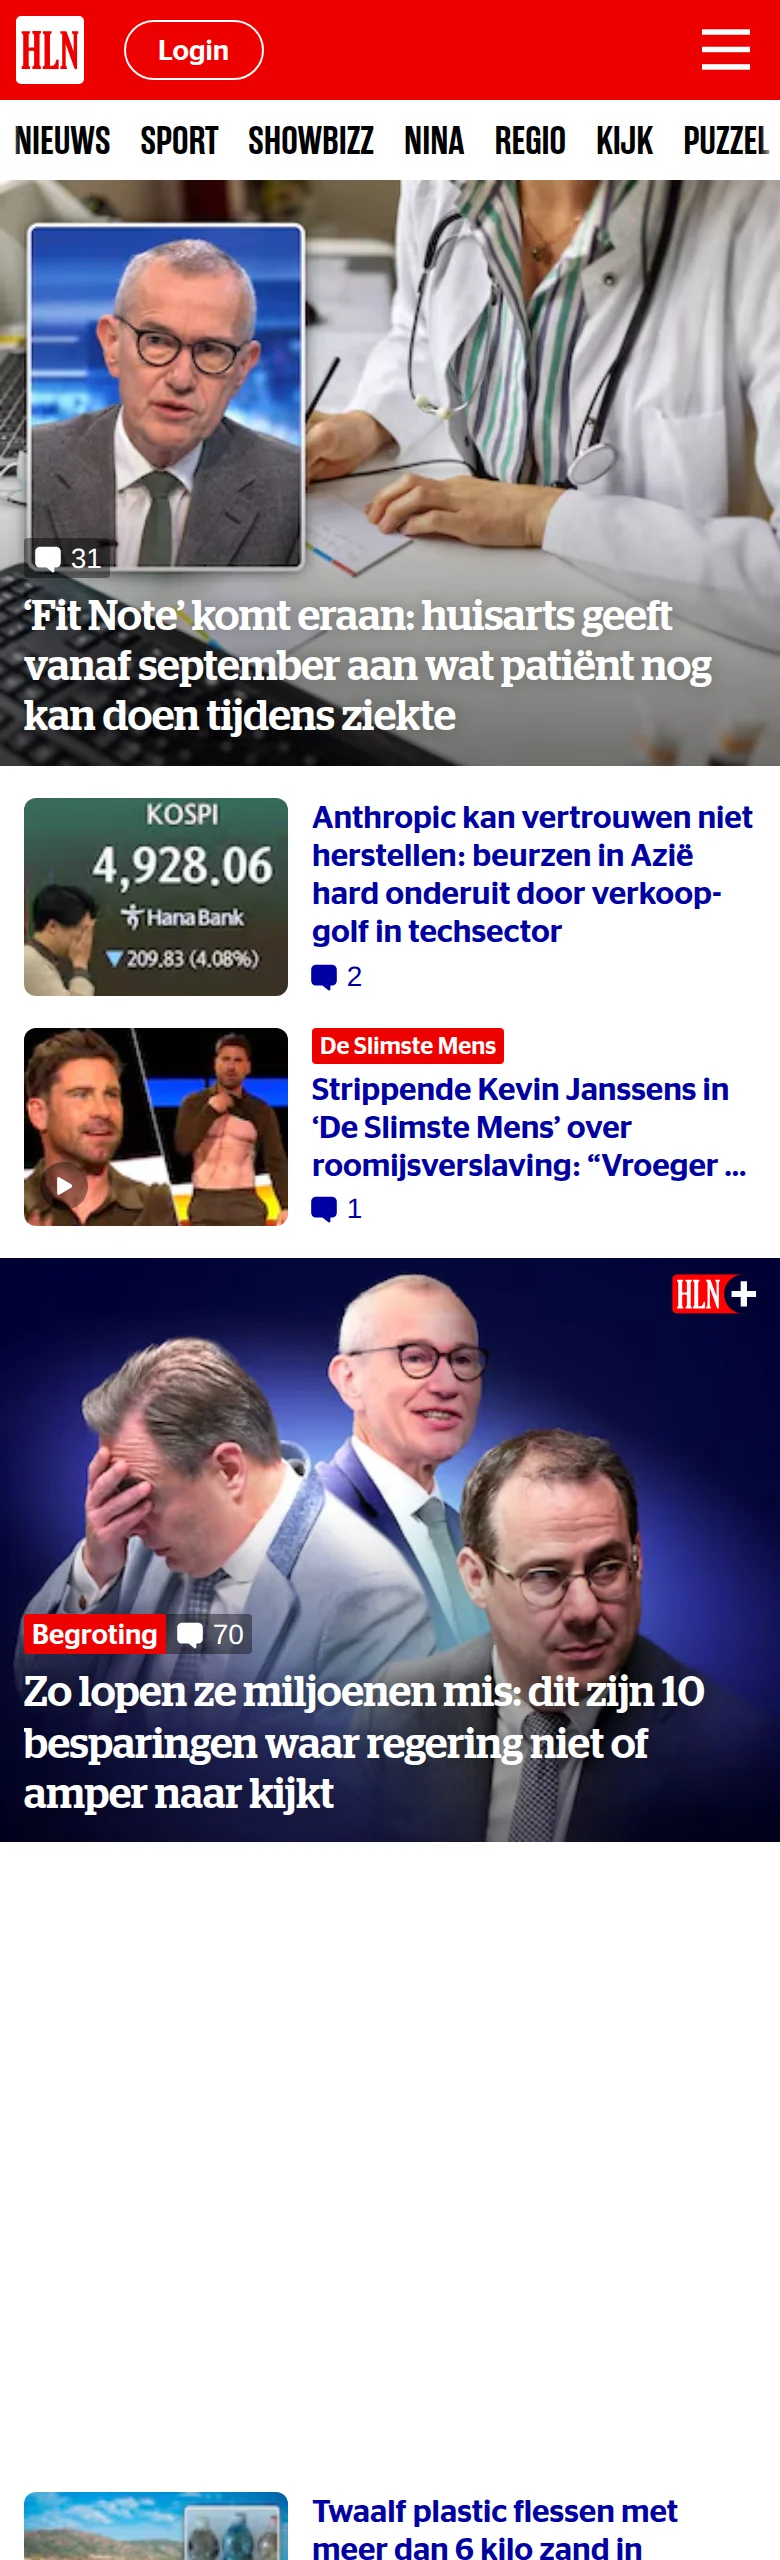 HLN
Login
NIEUWS SPORT SHOWBIZZ NINA REGIO KIJK PUZZEL
31
‘Fit Note’ komt eraan: huisarts geeft
vanaf september aan wat patiënt nog
kan doen tijdens ziekte
KOSPI
4,928.06
Hana Bank
▼ 209.83 (4.08%)
Anthropic kan vertrouwen niet
herstellen: beurzen in Azië
hard onderuit door verkoop-
golf in techsector
2
De Slimste Mens
Strippende Kevin Janssens in
‘De Slimste Mens’ over
roomijsverslaving: “Vroeger ...
1
HLN+
Begroting 70
Zo lopen ze miljoenen mis: dit zijn 10
besparingen waar regering niet of
amper naar kijkt
Twaalf plastic flessen met
meer dan 6 kilo zand in